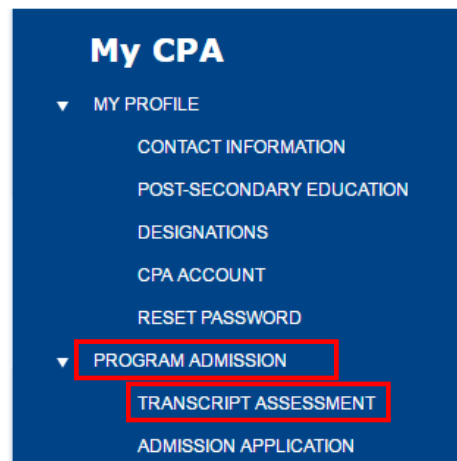 My CPA
MY PROFILE
CONTACT INFORMATION
POST-SECONDARY EDUCATION
DESIGNATIONS
CPA ACCOUNT
RESET PASSWORD
PROGRAM ADMISSION
TRANSCRIPT ASSESSMENT
ADMISSION APPLICATION